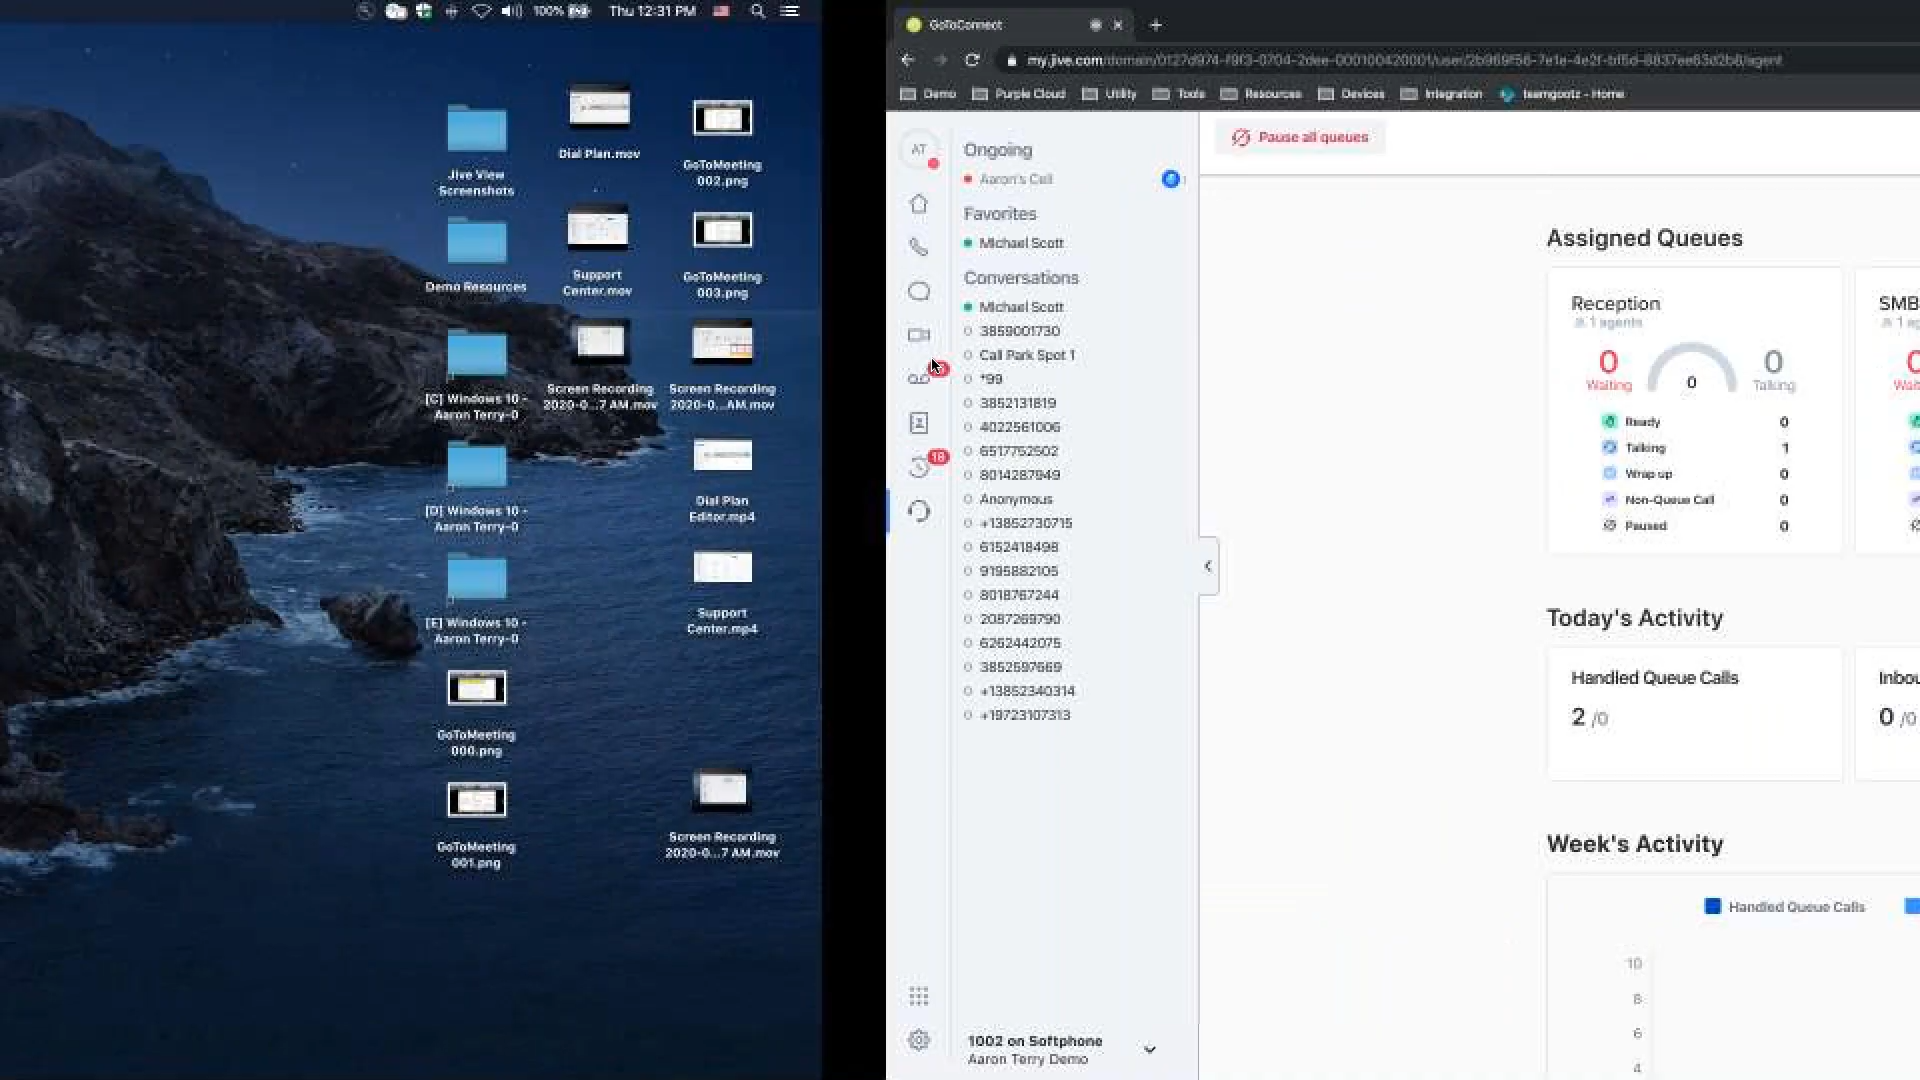 100%
Thu 12:31 PM
Jive View
Screenshots
Demo Resources
[C] Windows 10 -
Aaron Terry-0
[D] Windows 10 -
Aaron Terry-0
[E] Windows 10 -
Aaron Terry-0
GoToMeeting
000.png
GoToMeeting
001.png
Dial Plan.mov
Support
Center.mov
Screen Recording
2020-0...7 AM.mov
GoToMeeting
002.png
GoToMeeting
003.png
Screen Recording
2020-0...AM.mov
Dial Plan
Editor.mp4
Support
Center.mp4
Screen Recording
2020-0...7 AM.mov
GoToConnect
Demo
Purple Cloud
Utility
Tools
Resources
Devices
Integration
teamgootz - Home
AT
18
Ongoing
Aaron's Cell
Favorites
Michael Scott
Conversations
Michael Scott
3859001730
Call Park Spot 1
*99
3852131819
4022561006
6517752502
8014287949
Anonymous
+13852730715
6152418498
9195882105
8018767244
2087269790
6262442075
3852597669
+13852340314
+19723107313
1002 on Softphone
Aaron Terry Demo
Pause all queues
Assigned Queues
Reception
1 agents
0
Waiting
0
0
Talking
Ready 0
Talking 1
Wrap up 0
Non-Queue Call 0
Paused 0
SMB
Today's Activity
Handled Queue Calls
2 /0
Inbou
0 /0
Week's Activity
Handled Queue Calls
10
8
6
4